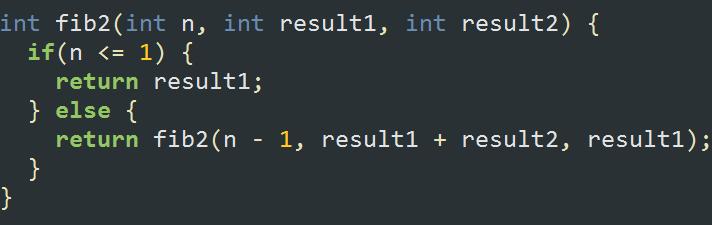 int fib2(int n, int result1, int result2) {
  if(n <= 1) {
    return result1;
  } else {
    return fib2(n - 1, result1 + result2, result1);
  }
}